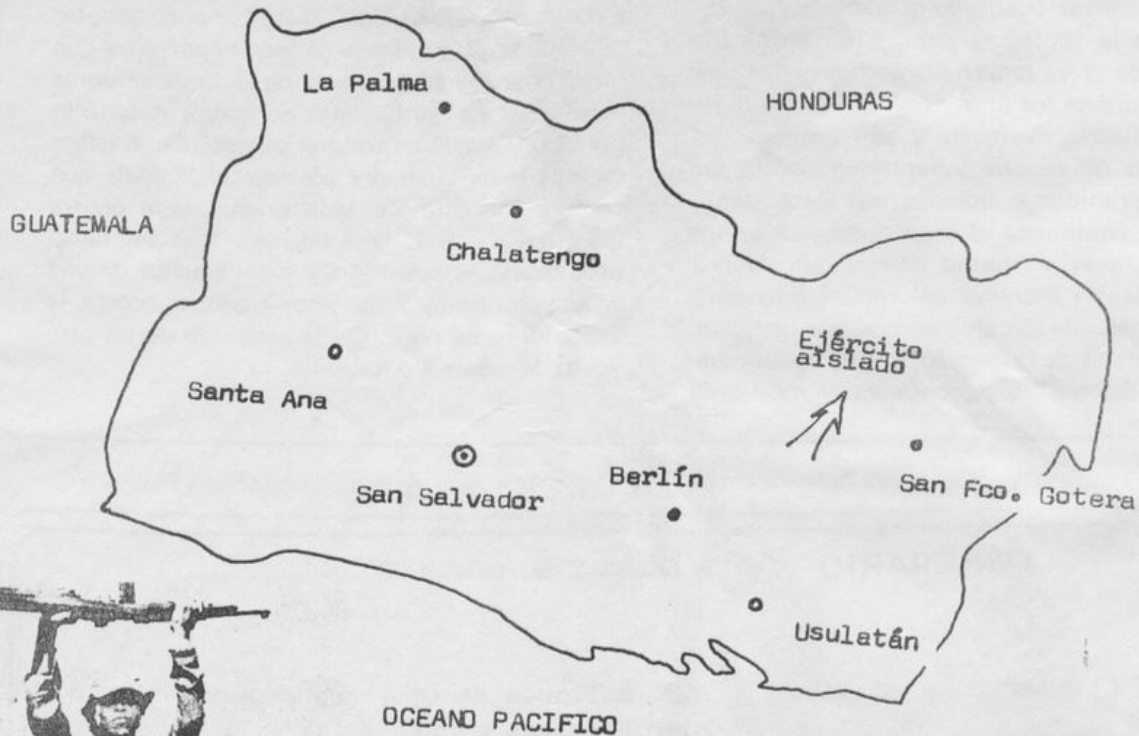 La Palma
HONDURAS
GUATEMALA
Chalatengo
Ejército
aislado
Santa Ana
San Salvador
Berlín
San Fco. Gotera
Usulatán
OCEANO PACIFICO